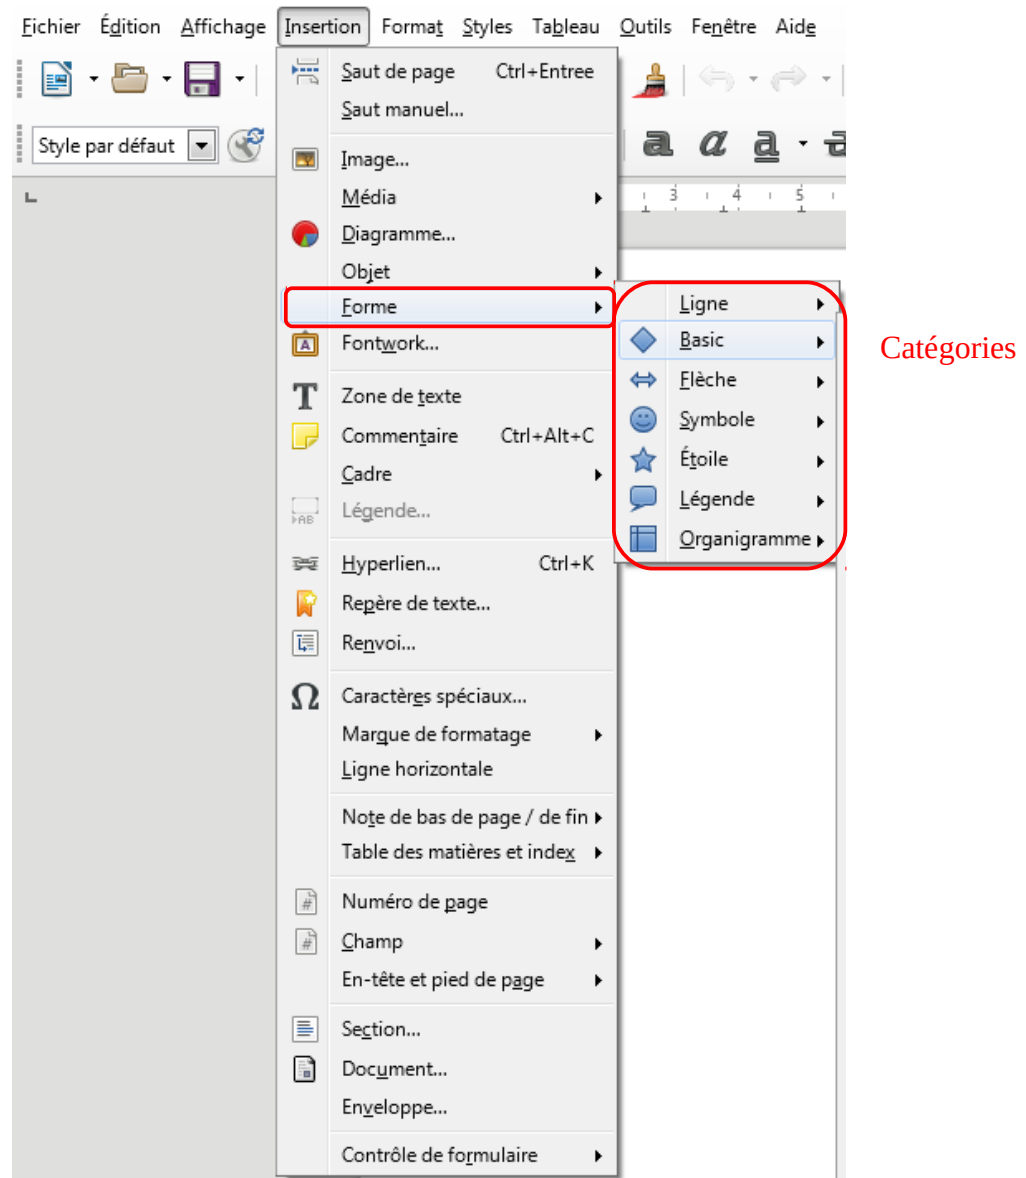 Fichier Édition Affichage Insertion Format Styles Tableau Outils Fenêtre Aide
Saut de page Ctrl+Entree
Saut manuel...
Style par défaut
a a a a
Image...
Média
3 4 5
Diagramme...
Objet
Forme
Ligne
Fontwork...
Basic
Catégories
Flèche
Zone de texte
Symbole
Commentaire Ctrl+Alt+C
Étoile
Cadre
Légende
Légende...
AB
Organigramme
Hyperlien... Ctrl+K
Repère de texte...
Renvoi...
Caractères spéciaux...
Marque de formatage
Ligne horizontale
Note de bas de page / de fin
Table des matières et index
Numéro de page
Champ
En-tête et pied de page
Section...
Document...
Enveloppe...
Contrôle de formulaire